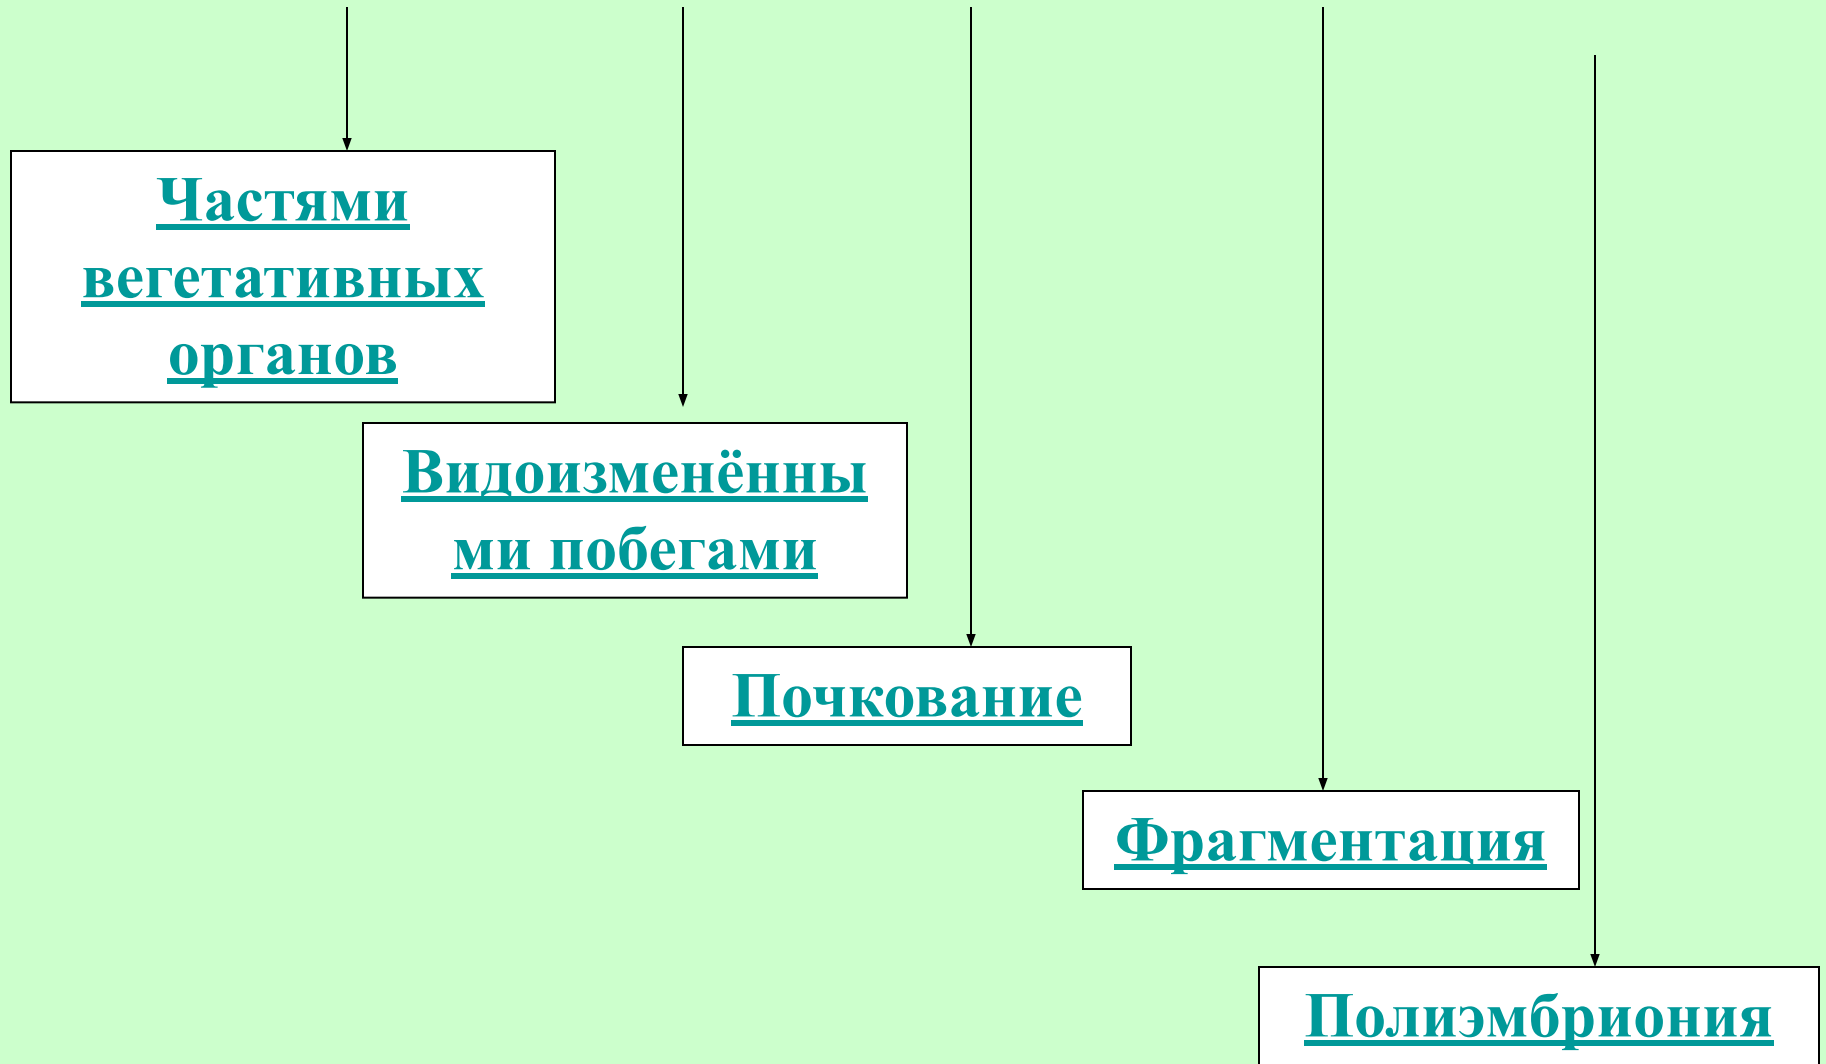 Частями
вегетативных
органов
Видоизменённы
ми побегами
Почкование
Фрагментация
Полиэмбриония